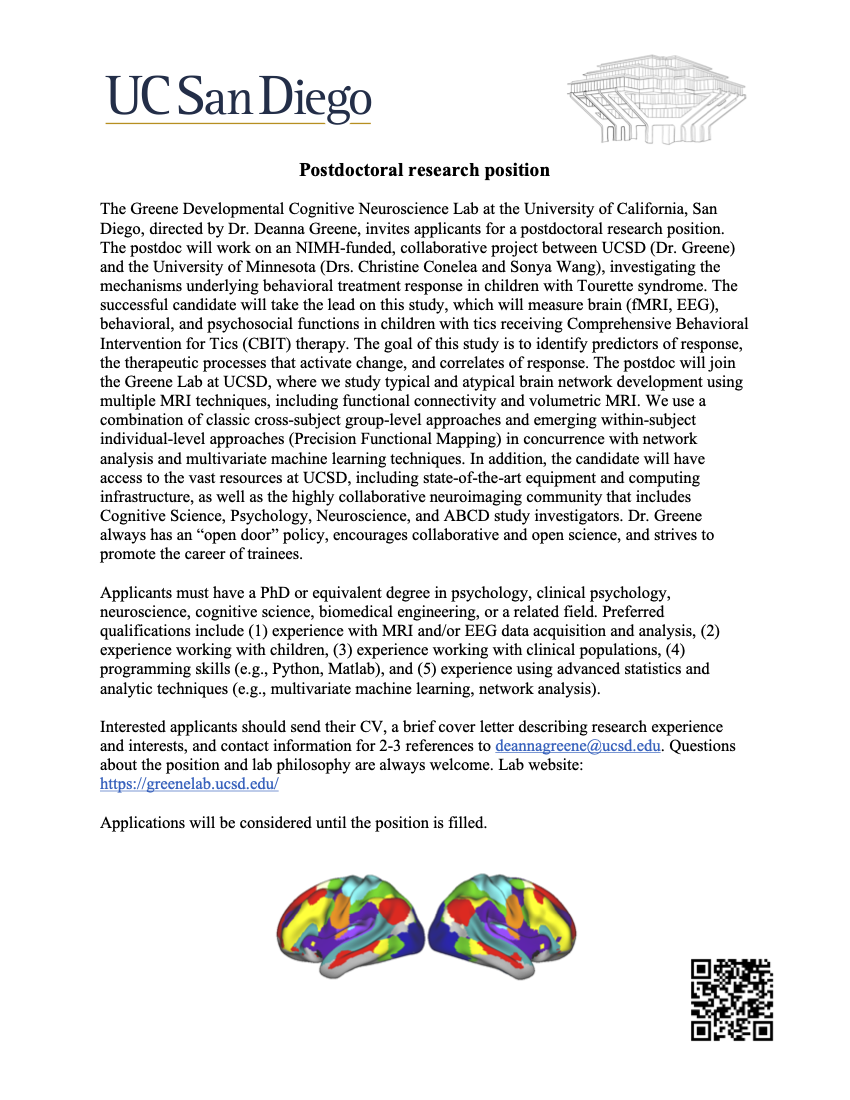 UC San Diego
Postdoctoral research position
The Greene Developmental Cognitive Neuroscience Lab at the University of California, San
Diego, directed by Dr. Deanna Greene, invites applicants for a postdoctoral research position.
The postdoc will work on an NIMH-funded, collaborative project between UCSD (Dr. Greene)
and the University of Minnesota (Drs. Christine Conelea and Sonya Wang), investigating the
mechanisms underlying behavioral treatment response in children with Tourette syndrome. The
successful candidate will take the lead on this study, which will measure brain (fMRI, EEG),
behavioral, and psychosocial functions in children with tics receiving Comprehensive Behavioral
Intervention for Tics (CBIT) therapy. The goal of this study is to identify predictors of response,
the therapeutic processes that activate change, and correlates of response. The postdoc will join
the Greene Lab at UCSD, where we study typical and atypical brain network development using
multiple MRI techniques, including functional connectivity and volumetric MRI. We use a
combination of classic cross-subject group-level approaches and emerging within-subject
individual-level approaches (Precision Functional Mapping) in concurrence with network
analysis and multivariate machine learning techniques. In addition, the candidate will have
access to the vast resources at UCSD, including state-of-the-art equipment and computing
infrastructure, as well as the highly collaborative neuroimaging community that includes
Cognitive Science, Psychology, Neuroscience, and ABCD study investigators. Dr. Greene
always has an “open door” policy, encourages collaborative and open science, and strives to
promote the career of trainees.
Applicants must have a PhD or equivalent degree in psychology, clinical psychology,
neuroscience, cognitive science, biomedical engineering, or a related field. Preferred
qualifications include (1) experience with MRI and/or EEG data acquisition and analysis, (2)
experience working with children, (3) experience working with clinical populations, (4)
programming skills (e.g., Python, Matlab), and (5) experience using advanced statistics and
analytic techniques (e.g., multivariate machine learning, network analysis).
Interested applicants should send their CV, a brief cover letter describing research experience
and interests, and contact information for 2-3 references to deannagreene@ucsd.edu. Questions
about the position and lab philosophy are always welcome. Lab website:
https://greenelab.ucsd.edu/
Applications will be considered until the position is filled.